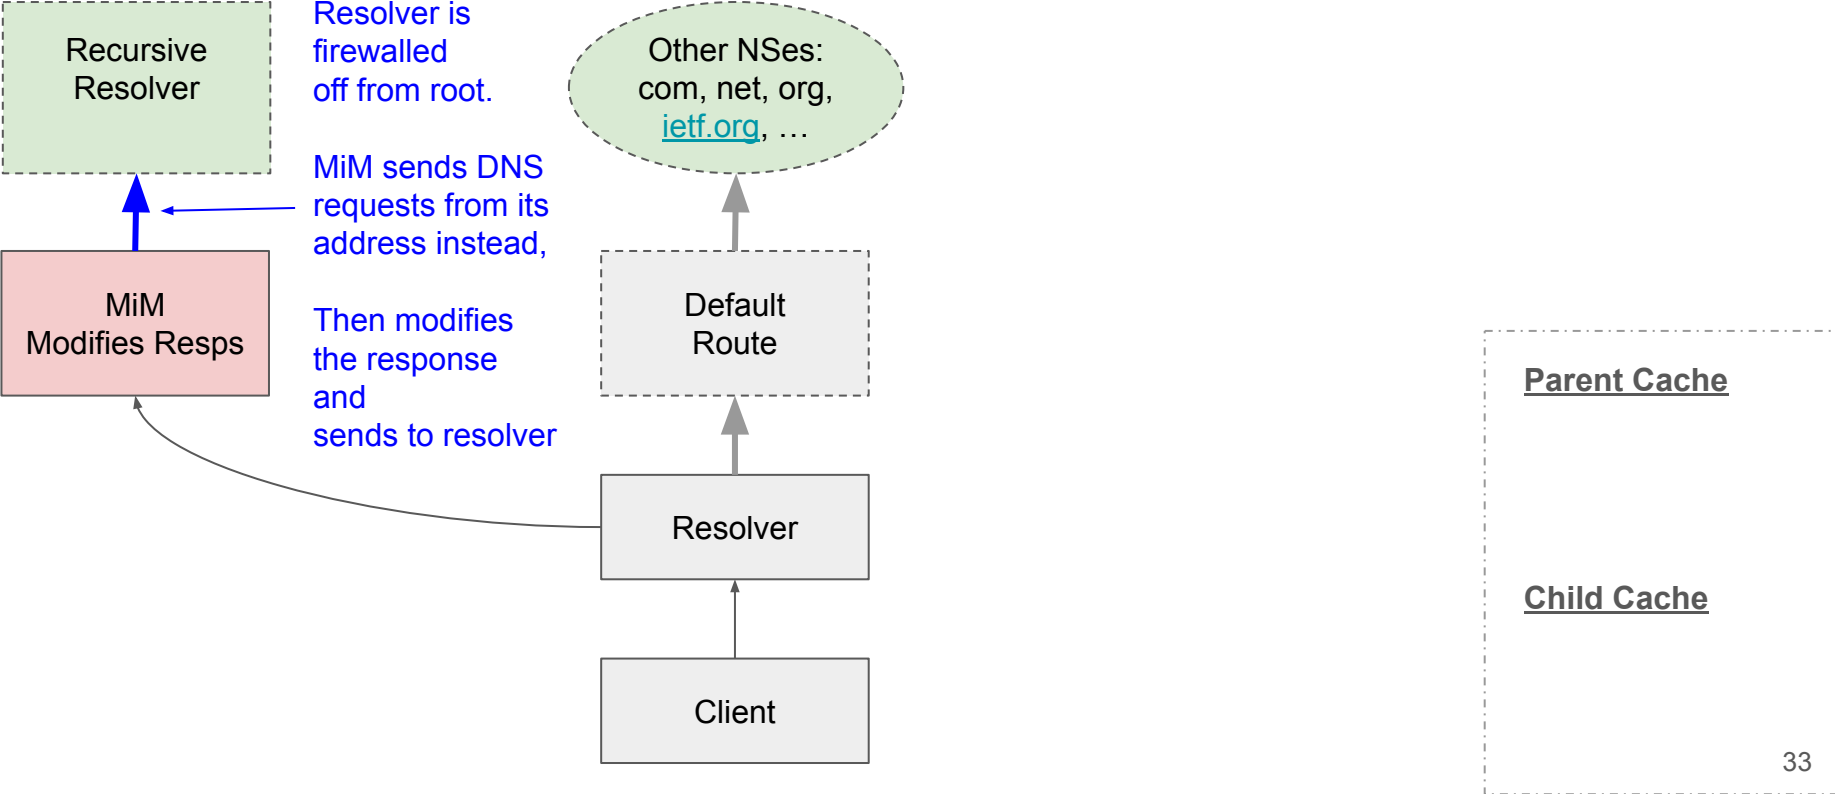 Recursive
Resolver
Resolver is
firewalled
off from root.
MiM sends DNS
requests from its
address instead,
Then modifies
the response
and
sends to resolver
Other NSes:
com, net, org,
ietf.org, …
MiM
Modifies Resps
Default
Route
Resolver
Client
Parent Cache
Child Cache
33